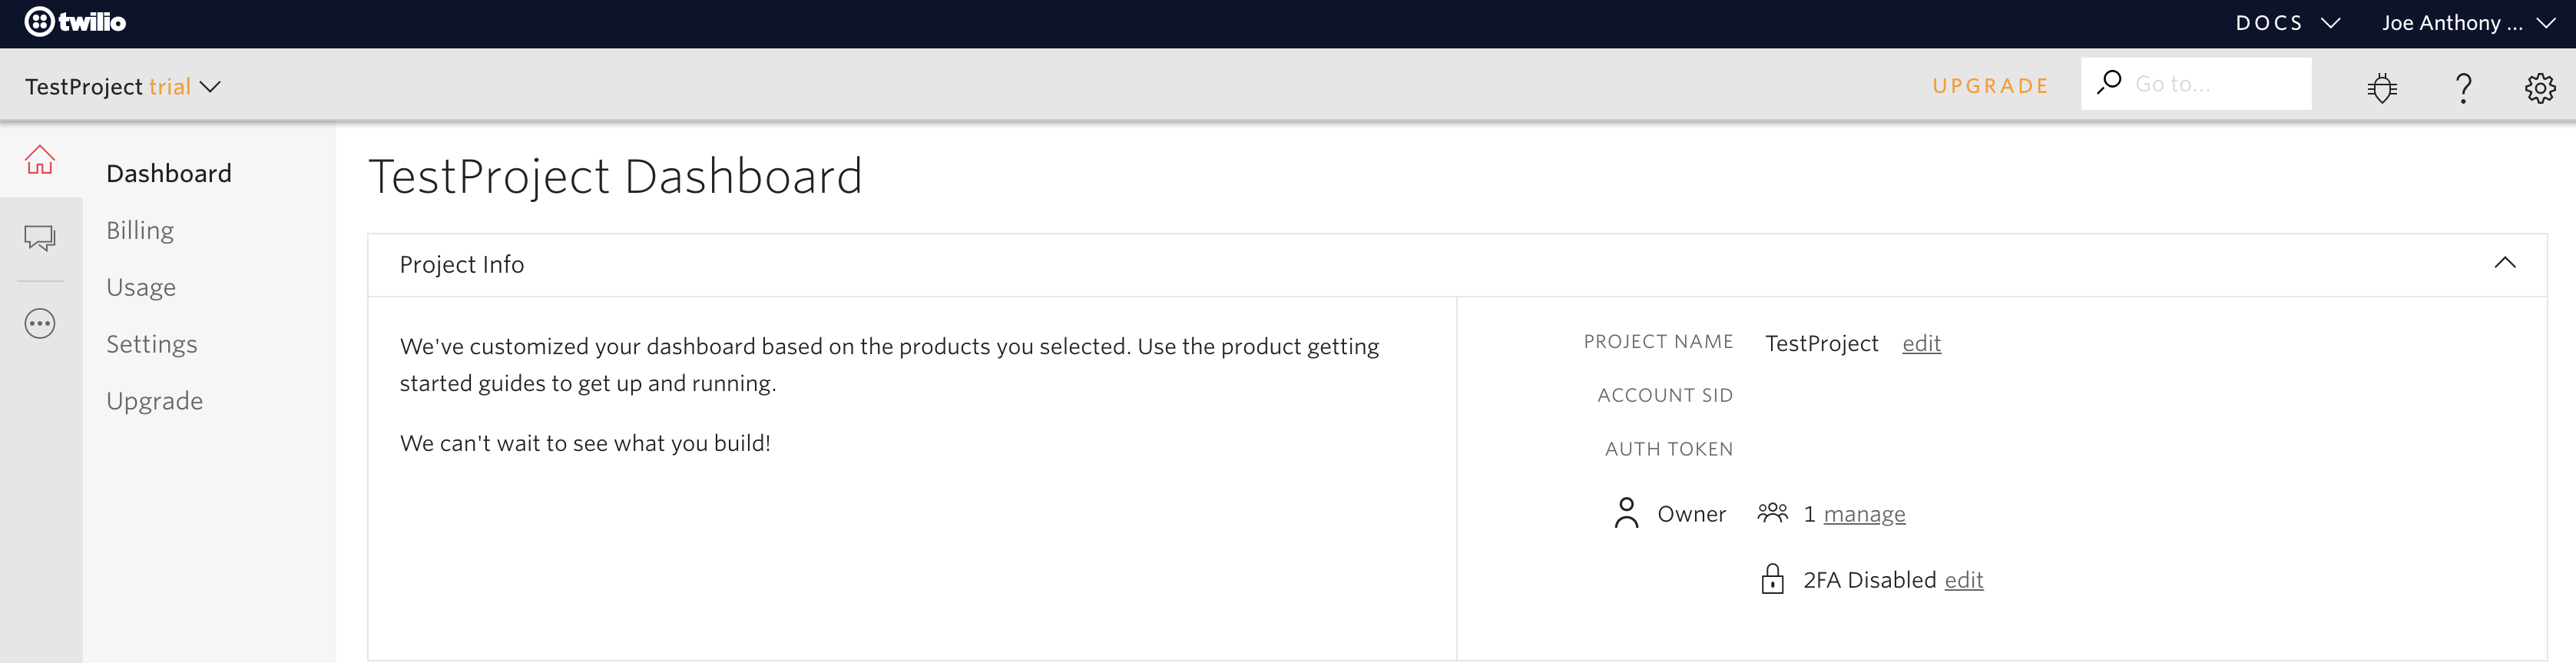 twilio
DOCS
Joe Anthony ...
TestProject trial
UPGRADE
Go to...
?
Dashboard
Billing
Usage
Settings
Upgrade
TestProject Dashboard
Project Info
We've customized your dashboard based on the products you selected. Use the product getting
started guides to get up and running.
We can't wait to see what you build!
PROJECT NAME TestProject edit
ACCOUNT SID
AUTH TOKEN
Owner 1 manage
2FA Disabled edit